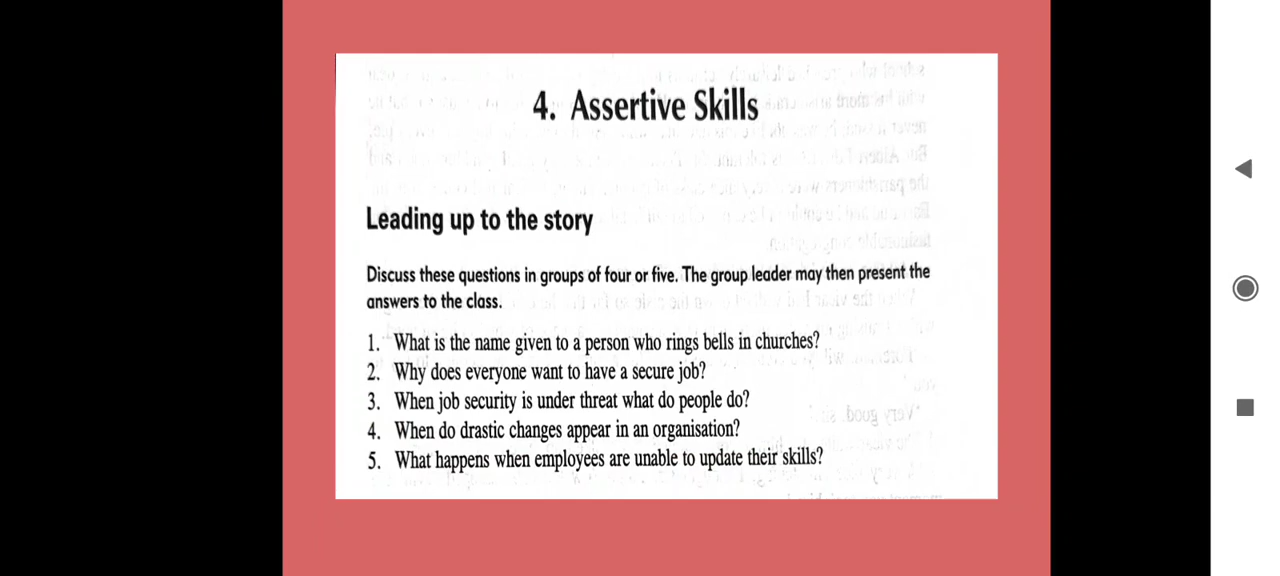 4. Assertive Skills
Leading up to the story
Discuss these questions in groups of four or five. The group leader may then present the
answers to the class.
1. What is the name given to a person who rings bells in churches?
2. Why does everyone want to have a secure job?
3. When job security is under threat what do people do?
4. When do drastic changes appear in an organisation?
5. What happens when employees are unable to update their skills?